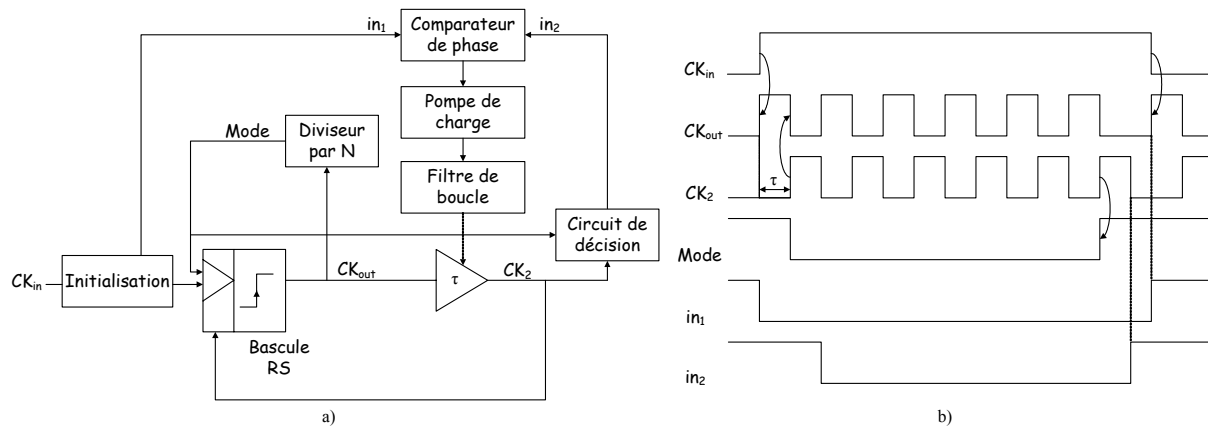 in1
Comparateur
de phase
in2
Pompe de
charge
Mode
Diviseur
par N
Filtre de
boucle
Circuit de
décision
CKin
Initialisation
CKout
τ
CK2
Bascule
RS
a)
CKin
CKout
τ
CK2
Mode
in1
in2
b)